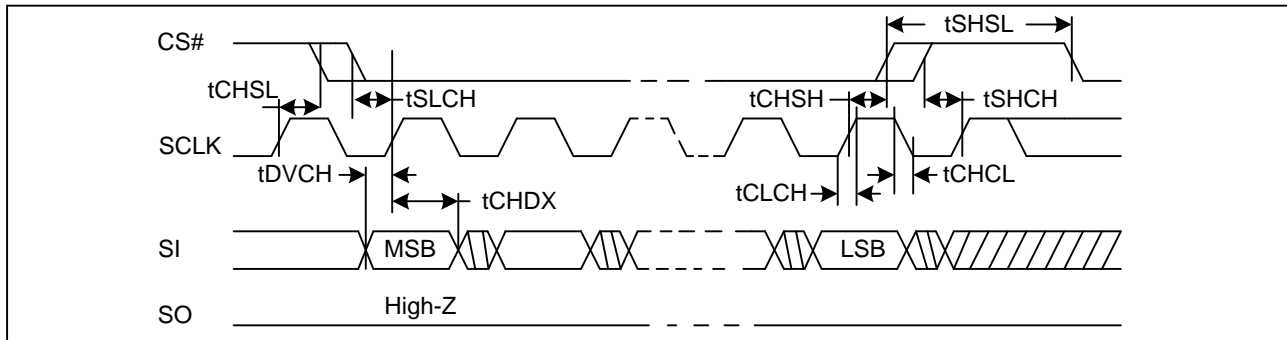 tSHSL
CS#
tCHSL
tSLCH
tCHSH
tSHCH
SCLK
tDVCH
tCHCL
tCLCH
tCHDX
SI
MSB
LSB
SO
High-Z